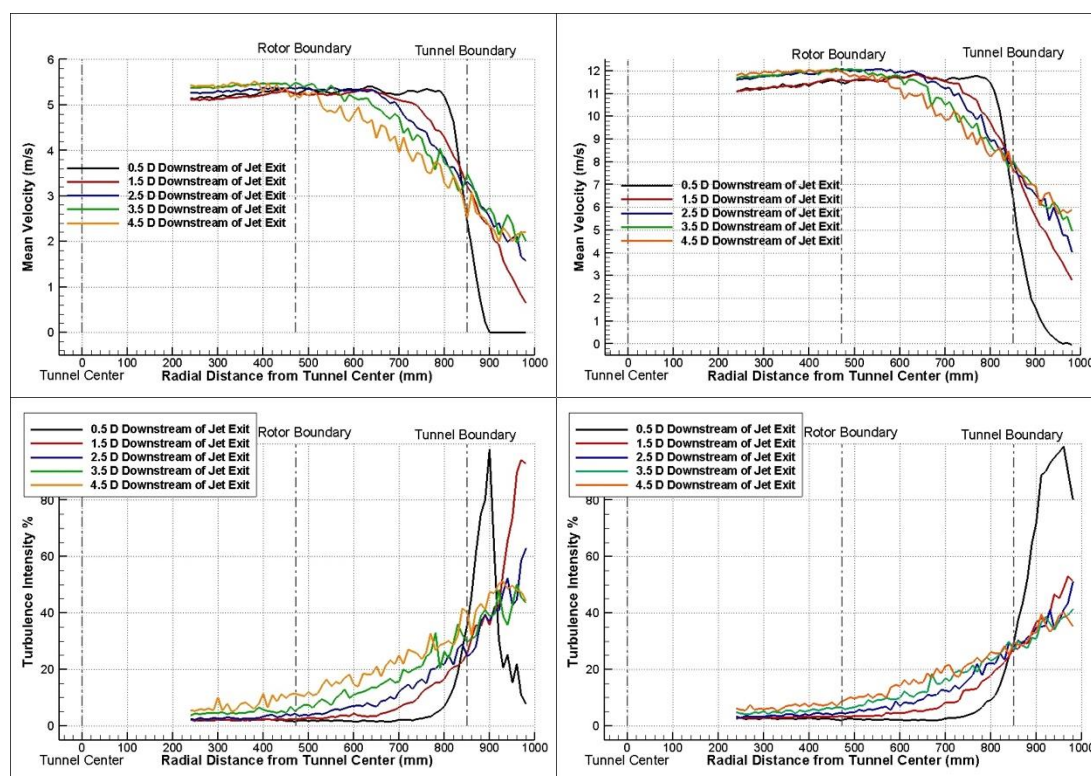 Rotor Boundary
Tunnel Boundary
6
5
4
3
2
1
0
Mean Velocity (m/s)
0.5 D Downstream of Jet Exit
1.5 D Downstream of Jet Exit
2.5 D Downstream of Jet Exit
3.5 D Downstream of Jet Exit
4.5 D Downstream of Jet Exit
0 100 200 300 400 500 600 700 800 900 1000
Tunnel Center
Radial Distance from Tunnel Center (mm)
Rotor Boundary
Tunnel Boundary
12
11
10
9
8
7
6
5
4
3
2
1
0
Mean Velocity (m/s)
0.5 D Downstream of Jet Exit
1.5 D Downstream of Jet Exit
2.5 D Downstream of Jet Exit
3.5 D Downstream of Jet Exit
4.5 D Downstream of Jet Exit
0 100 200 300 400 500 600 700 800 900 1000
Tunnel Center
Radial Distance from Tunnel Center (mm)
0.5 D Downstream of Jet Exit
1.5 D Downstream of Jet Exit
2.5 D Downstream of Jet Exit
3.5 D Downstream of Jet Exit
4.5 D Downstream of Jet Exit
Rotor Boundary
Tunnel Boundary
80
60
40
20
0
Turbulence Intensity %
0 100 200 300 400 500 600 700 800 900 1000
Tunnel Center
Radial Distance from Tunnel Center (mm)
0.5 D Downstream of Jet Exit
1.5 D Downstream of Jet Exit
2.5 D Downstream of Jet Exit
3.5 D Downstream of Jet Exit
4.5 D Downstream of Jet Exit
Rotor Boundary
Tunnel Boundary
80
60
40
20
0
Turbulence Intensity %
0 100 200 300 400 500 600 700 800 900 1000
Tunnel Center
Radial Distance from Tunnel Center (mm)